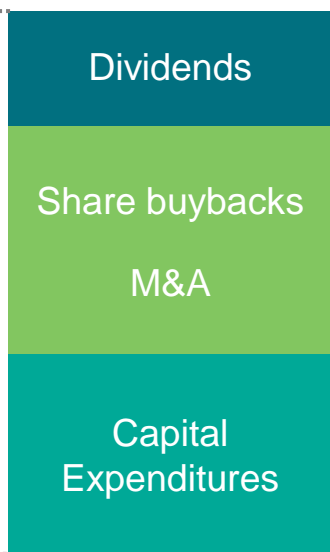 Dividends
Share buybacks
M&A
Capital
Expenditures